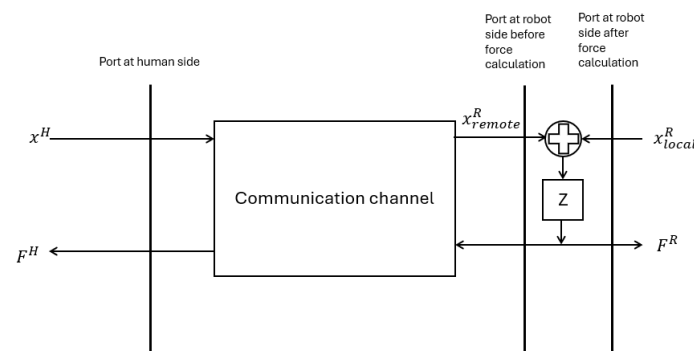 Port at human side
Port at robot
side before
force
calculation
Port at robot
side after
force
calculation
x^H
x^R_remote
x^R_local
Communication channel
Z
F^H
F^R